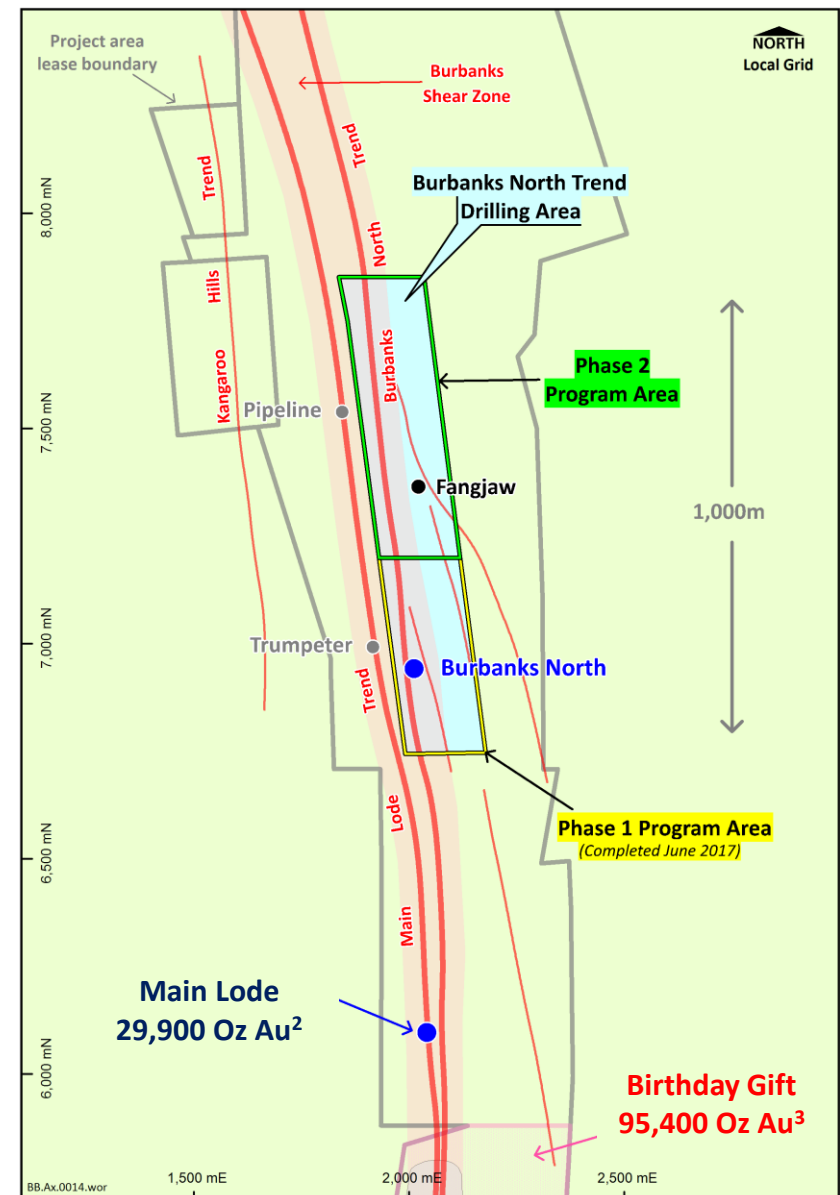 Project area
lease boundary
NORTH
Local Grid
Burbanks
Shear Zone
Trend
Trend
Burbanks North Trend
Drilling Area
8,000 mN
North
Hills
Burbanks
Phase 2
Program Area
Kangaroo
Pipeline
7,500 mN
Fangjaw
1,000m
7,000 mN
Trumpeter
Burbanks North
Trend
Phase 1 Program Area
(Completed June 2017)
Lode
6,500 mN
Main
Main Lode
29,900 Oz Au²
6,000 mN
Birthday Gift
95,400 Oz Au³
1,500 mE
2,000 mE
2,500 mE
BB.Ax.0014.wor